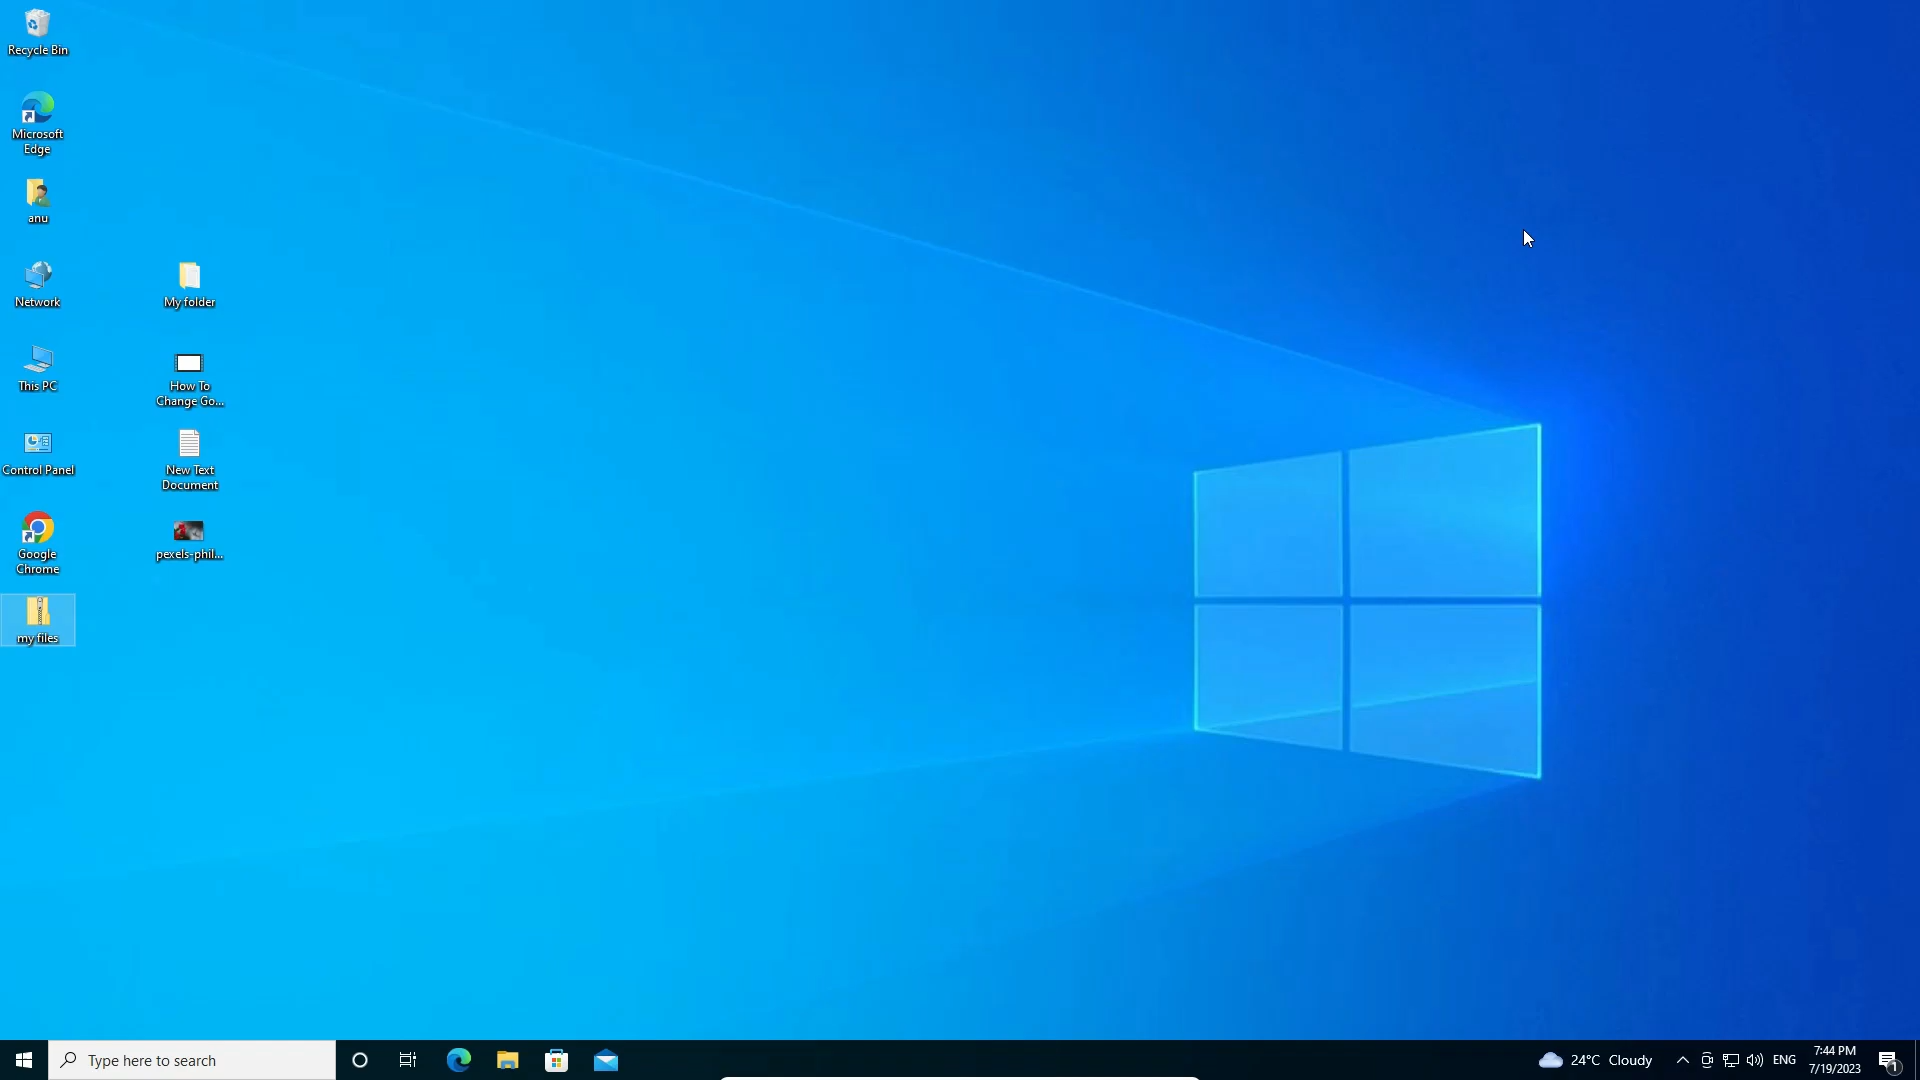 Recycle Bin
Microsoft
Edge
anu
Network
This PC
Control Panel
Google
Chrome
my files
My folder
How To
Change Go...
New Text
Document
pexels-phil...
Type here to search
24°C Cloudy
ENG
7:44 PM
7/19/2023
1